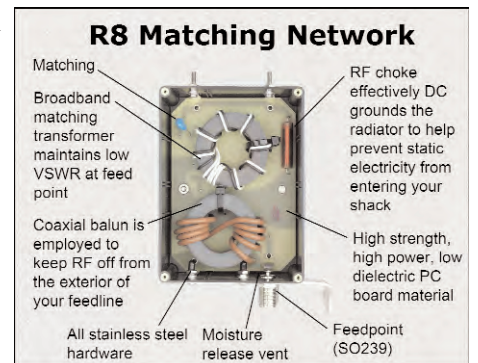 R8 Matching Network
Matching
Broadband
matching
transformer
maintains low
VSWR at feed
point
Coaxial balun is
employed to
keep RF off from
the exterior of
your feedline
All stainless steel
hardware
Moisture
release vent
RF choke
effectively DC
grounds the
radiator to help
prevent static
electricity from
entering your
shack
High strength,
high power, low
dielectric PC
board material
Feedpoint
(SO239)